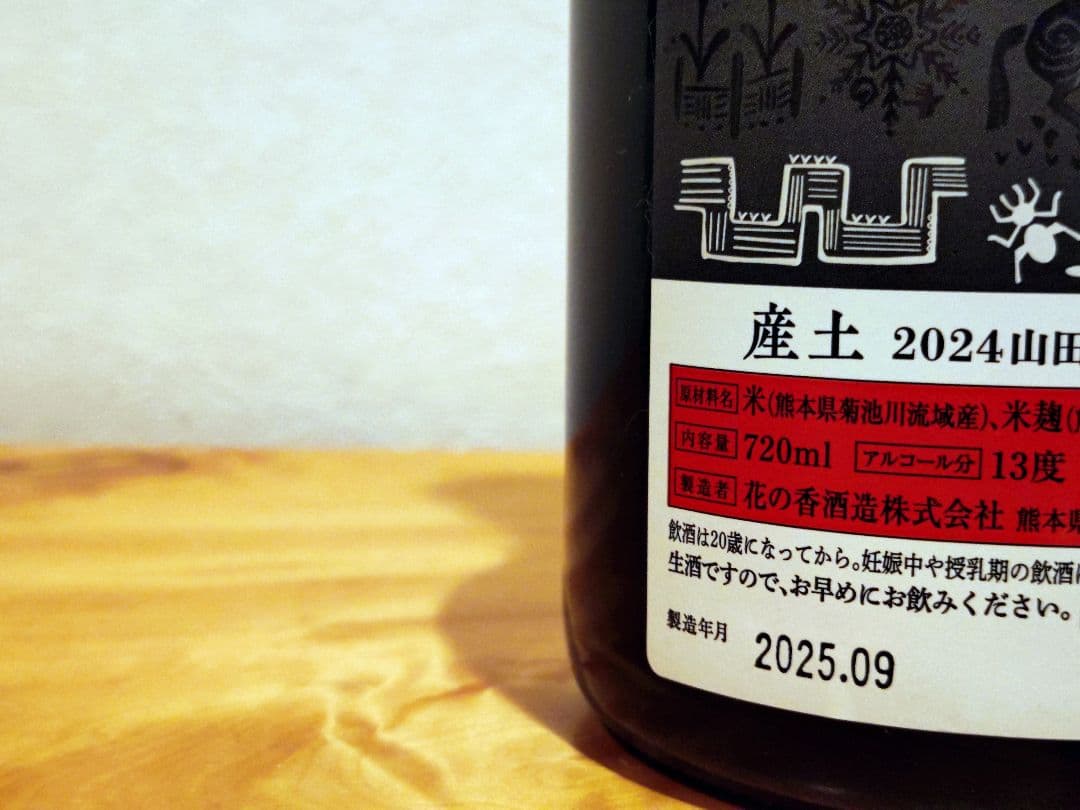 産土 2024山田
原材料名 米(熊本県菊池川流域産)、米麹(
内容量 720ml アルコール分 13度
製造者 花の香酒造株式会社 熊本県
飲酒は20歳になってから。妊娠中や授乳期の飲酒は
生酒ですので、お早めにお飲みください。
製造年月 2025.09